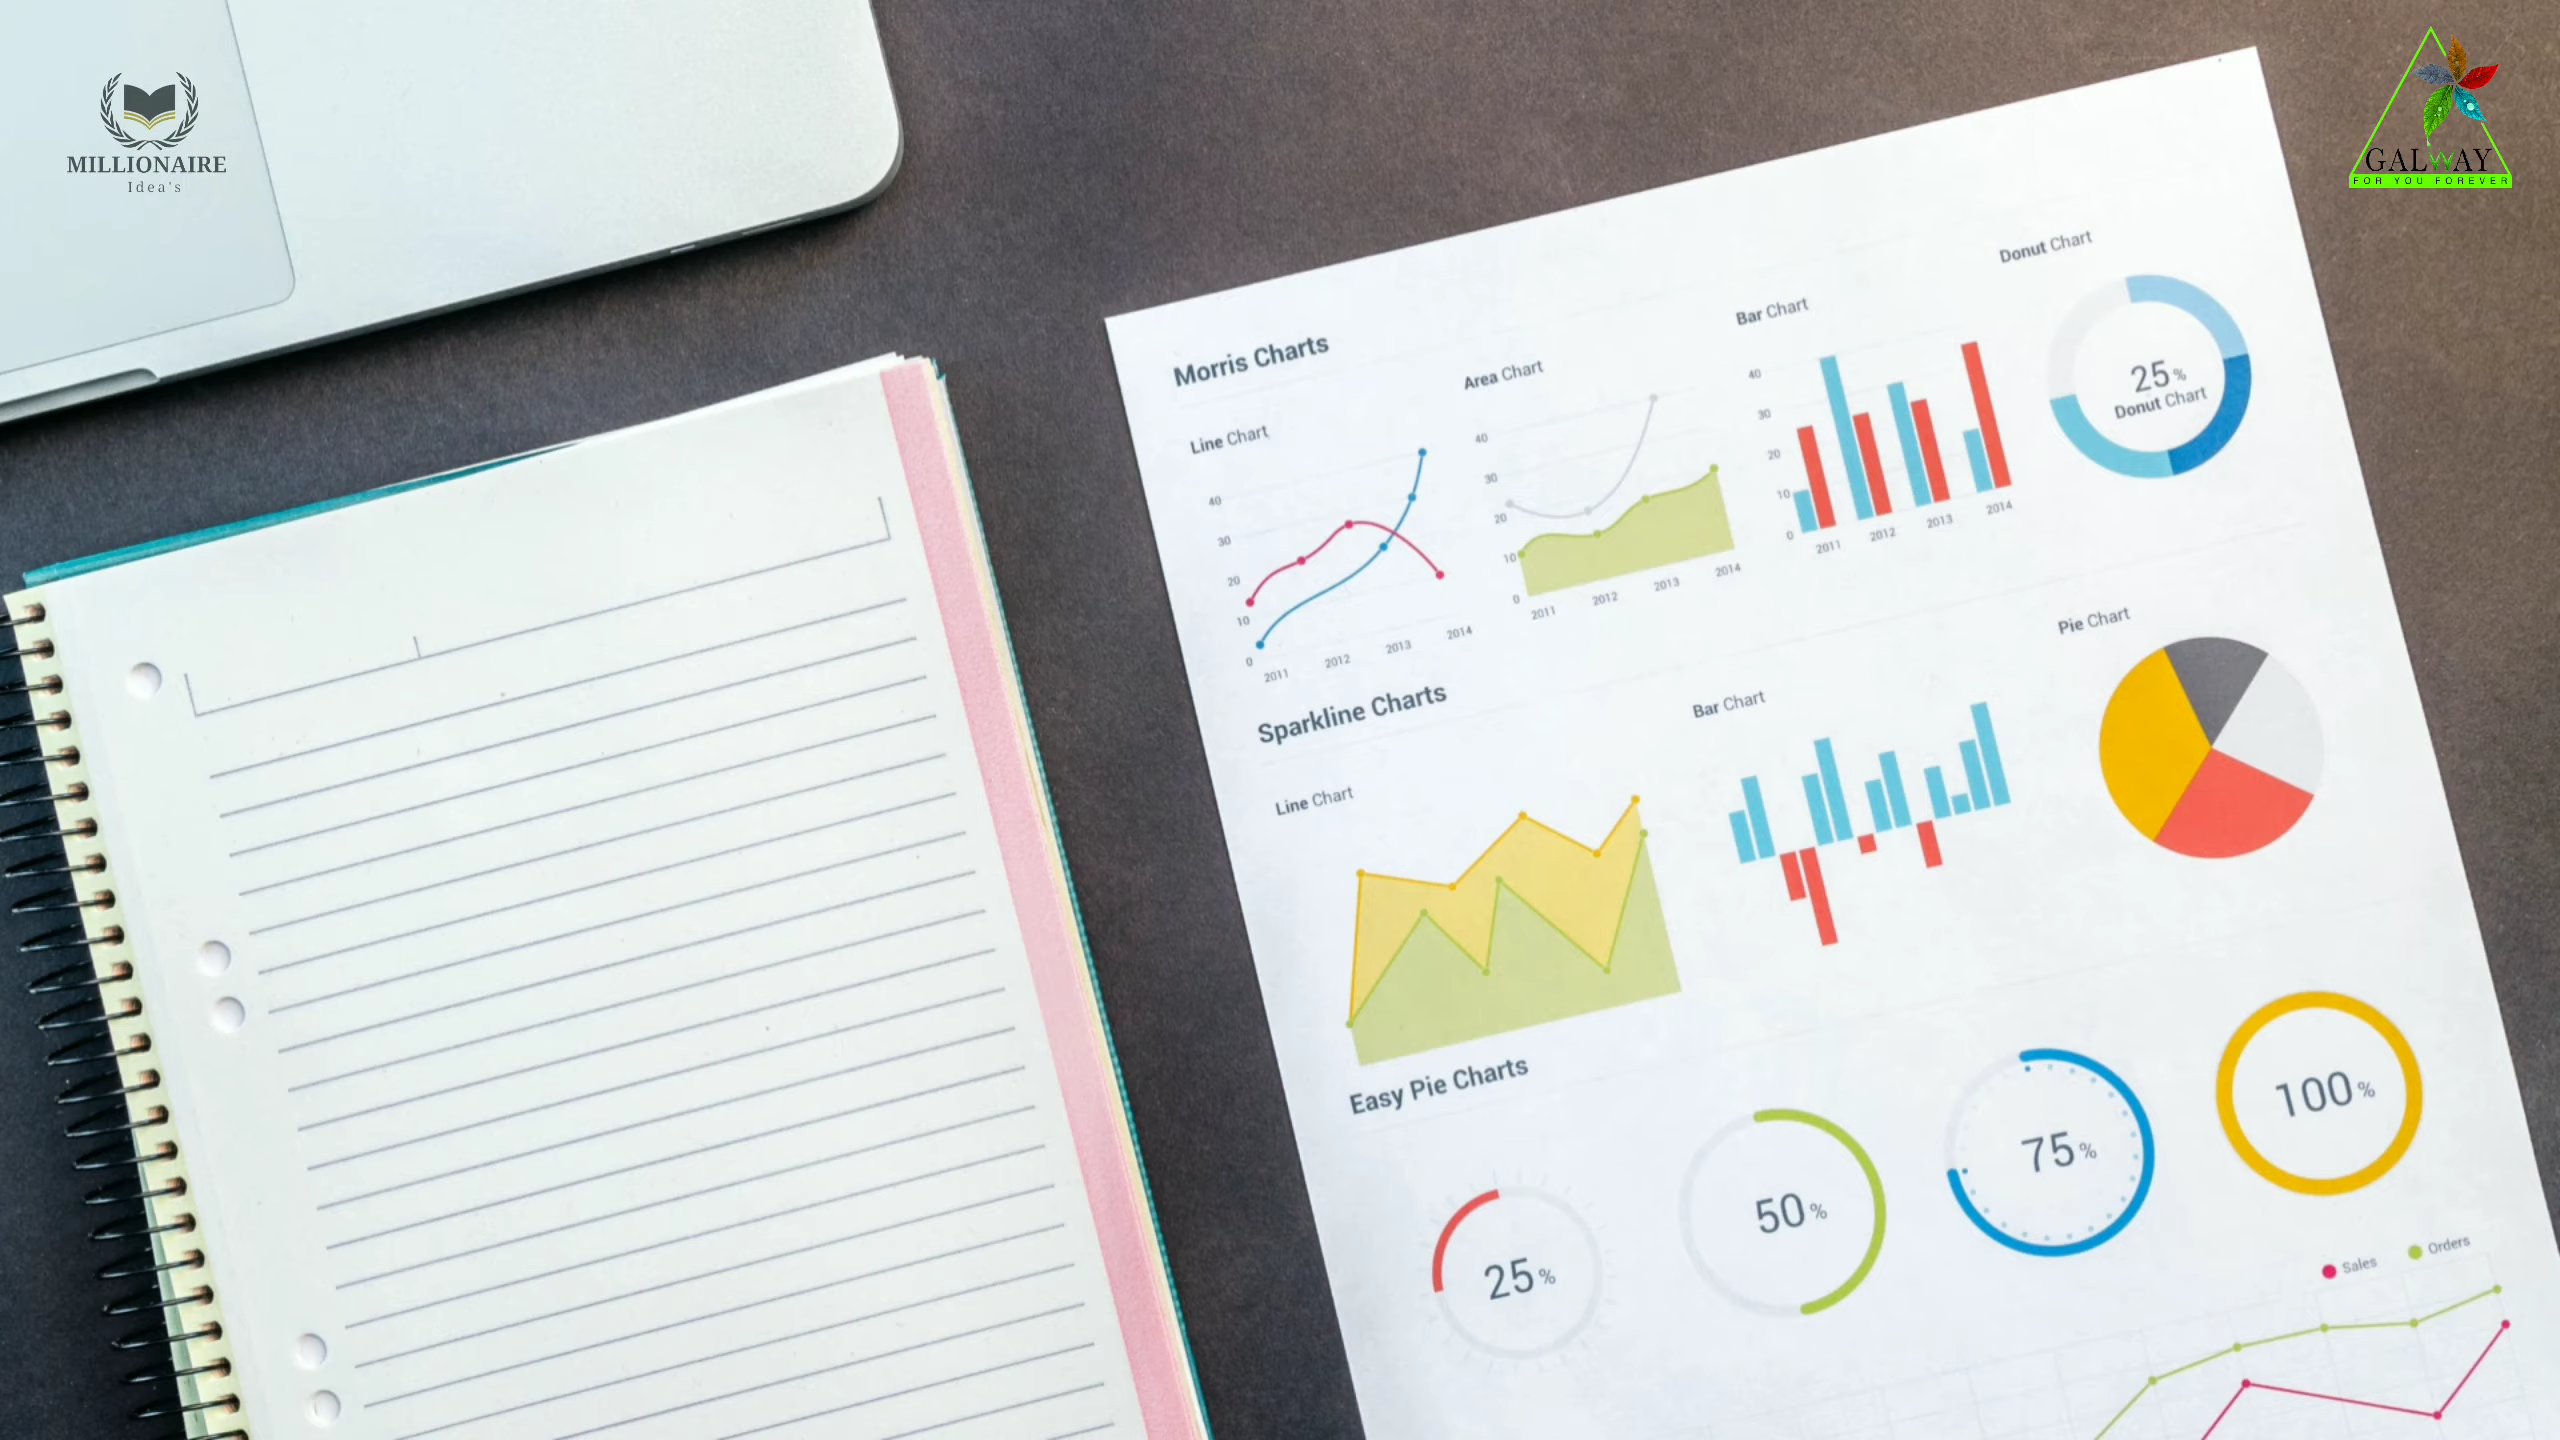 MILLIONAIRE
Idea's
GALWAY
FOR YOU FOREVER
Morris Charts
Line Chart
40
30
20
10
0
2011
2012
2013
2014
Area Chart
40
30
20
10
0
2011
2012
2013
2014
Bar Chart
40
30
20
10
0
2011
2012
2013
2014
Donut Chart
25%
Donut Chart
Sparkline Charts
Line Chart
Bar Chart
Pie Chart
Easy Pie Charts
25%
50%
75%
100%
Sales
Orders